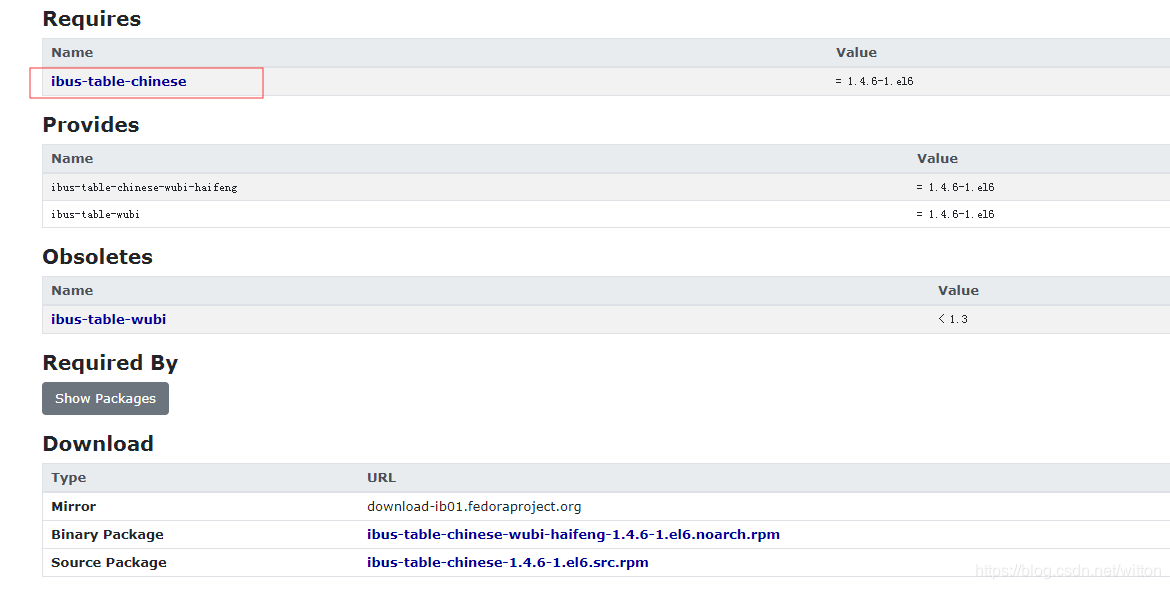 Requires
Name Value
ibus-table-chinese = 1.4.6-1.el6
Provides
Name Value
ibus-table-chinese-wubi-haifeng = 1.4.6-1.el6
ibus-table-wubi = 1.4.6-1.el6
Obsoletes
Name Value
ibus-table-wubi < 1.3
Required By
Show Packages
Download
Type URL
Mirror download-ib01.fedoraproject.org
Binary Package ibus-table-chinese-wubi-haifeng-1.4.6-1.el6.noarch.rpm
Source Package ibus-table-chinese-1.4.6-1.el6.src.rpm
https://blog.csdn.net/witton